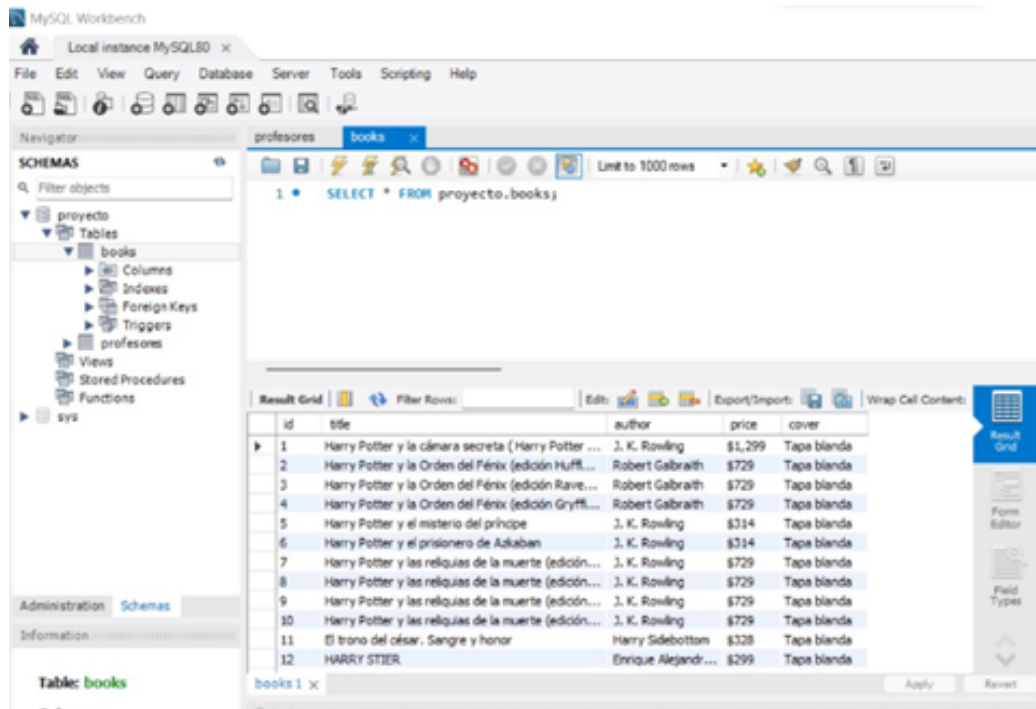 MySQL Workbench
Local instance MySQL80
File Edit View Query Database Server Tools Scripting Help
Navigator
SCHEMAS
Filter objects
proyecto
Tables
books
Columns
Indexes
Foreign Keys
Triggers
profesores
Views
Stored Procedures
Functions
sys
Administration Schemas
Information
Table: books
profesores books
Limit to 1000 rows
1 SELECT * FROM proyecto.books;
Result Grid Filter Rows: Edit: Export/Import: Wrap Cell Content:
id title author price cover
1 Harry Potter y la cámara secreta ( Harry Potter ... J. K. Rowling $1,299 Tapa blanda
2 Harry Potter y la Orden del Fénix (edición Huffl... Robert Galbraith $729 Tapa blanda
3 Harry Potter y la Orden del Fénix (edición Rave... Robert Galbraith $729 Tapa blanda
4 Harry Potter y la Orden del Fénix (edición Gryffi... Robert Galbraith $729 Tapa blanda
5 Harry Potter y el misterio del príncipe J. K. Rowling $314 Tapa blanda
6 Harry Potter y el prisionero de Azkaban J. K. Rowling $314 Tapa blanda
7 Harry Potter y las reliquias de la muerte (edición... J. K. Rowling $729 Tapa blanda
8 Harry Potter y las reliquias de la muerte (edición... J. K. Rowling $729 Tapa blanda
9 Harry Potter y las reliquias de la muerte (edición... J. K. Rowling $729 Tapa blanda
10 Harry Potter y las reliquias de la muerte (edición... J. K. Rowling $729 Tapa blanda
11 El trono del césar. Sangre y honor Harry Sidebottom $328 Tapa blanda
12 HARRY STIER Enrique Alejandr... $299 Tapa blanda
Result
Grid
Form
Editor
Field
Types
books 1
Apply Revert